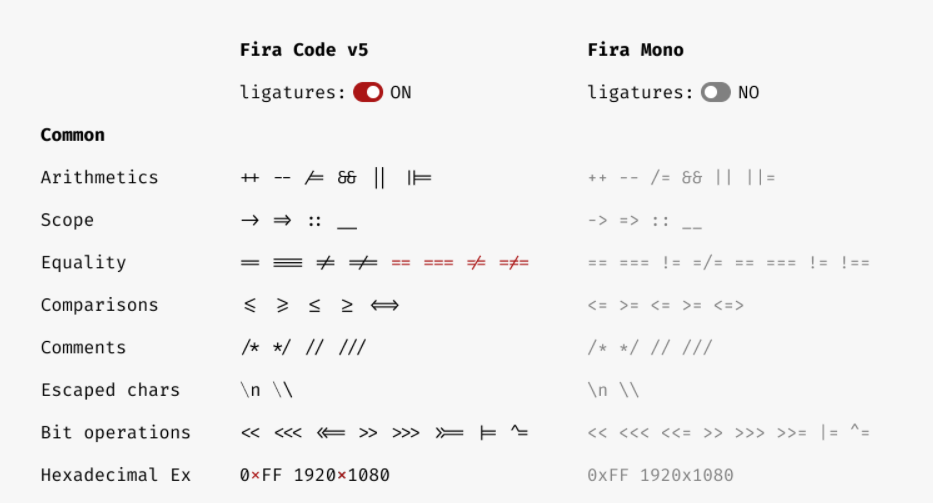 Fira Code v5 Fira Mono
ligatures: ON ligatures: NO
Common
Arithmetics ++ -- /= && || ||= ++ -- /= && || ||=
Scope -> => :: __ -> => :: __
Equality == === != =/= == === != !== == === != =/= == === != !==
Comparisons ⩽ ⩾ ≤ ≥ <=> <= >= <= >= <=>
Comments /* */ // /// /* */ // ///
Escaped chars \n \\ \n \\
Bit operations << <<< <<= >> >>> >>= |= ^= << <<< <<= >> >>> >>= |= ^=
Hexadecimal Ex 0×FF 1920×1080 0xFF 1920x1080